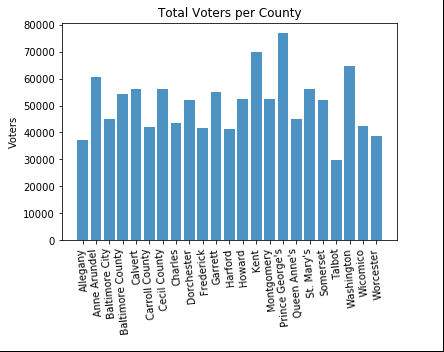 Total Voters per County
80000
70000
60000
50000
40000
30000
20000
10000
0
Voters
Allegany
Anne Arundel
Baltimore City
Baltimore County
Calvert
Carroll County
Cecil County
Charles
Dorchester
Frederick
Garrett
Harford
Howard
Kent
Montgomery
Prince George's
Queen Anne's
St. Mary's
Somerset
Talbot
Washington
Wicomico
Worcester